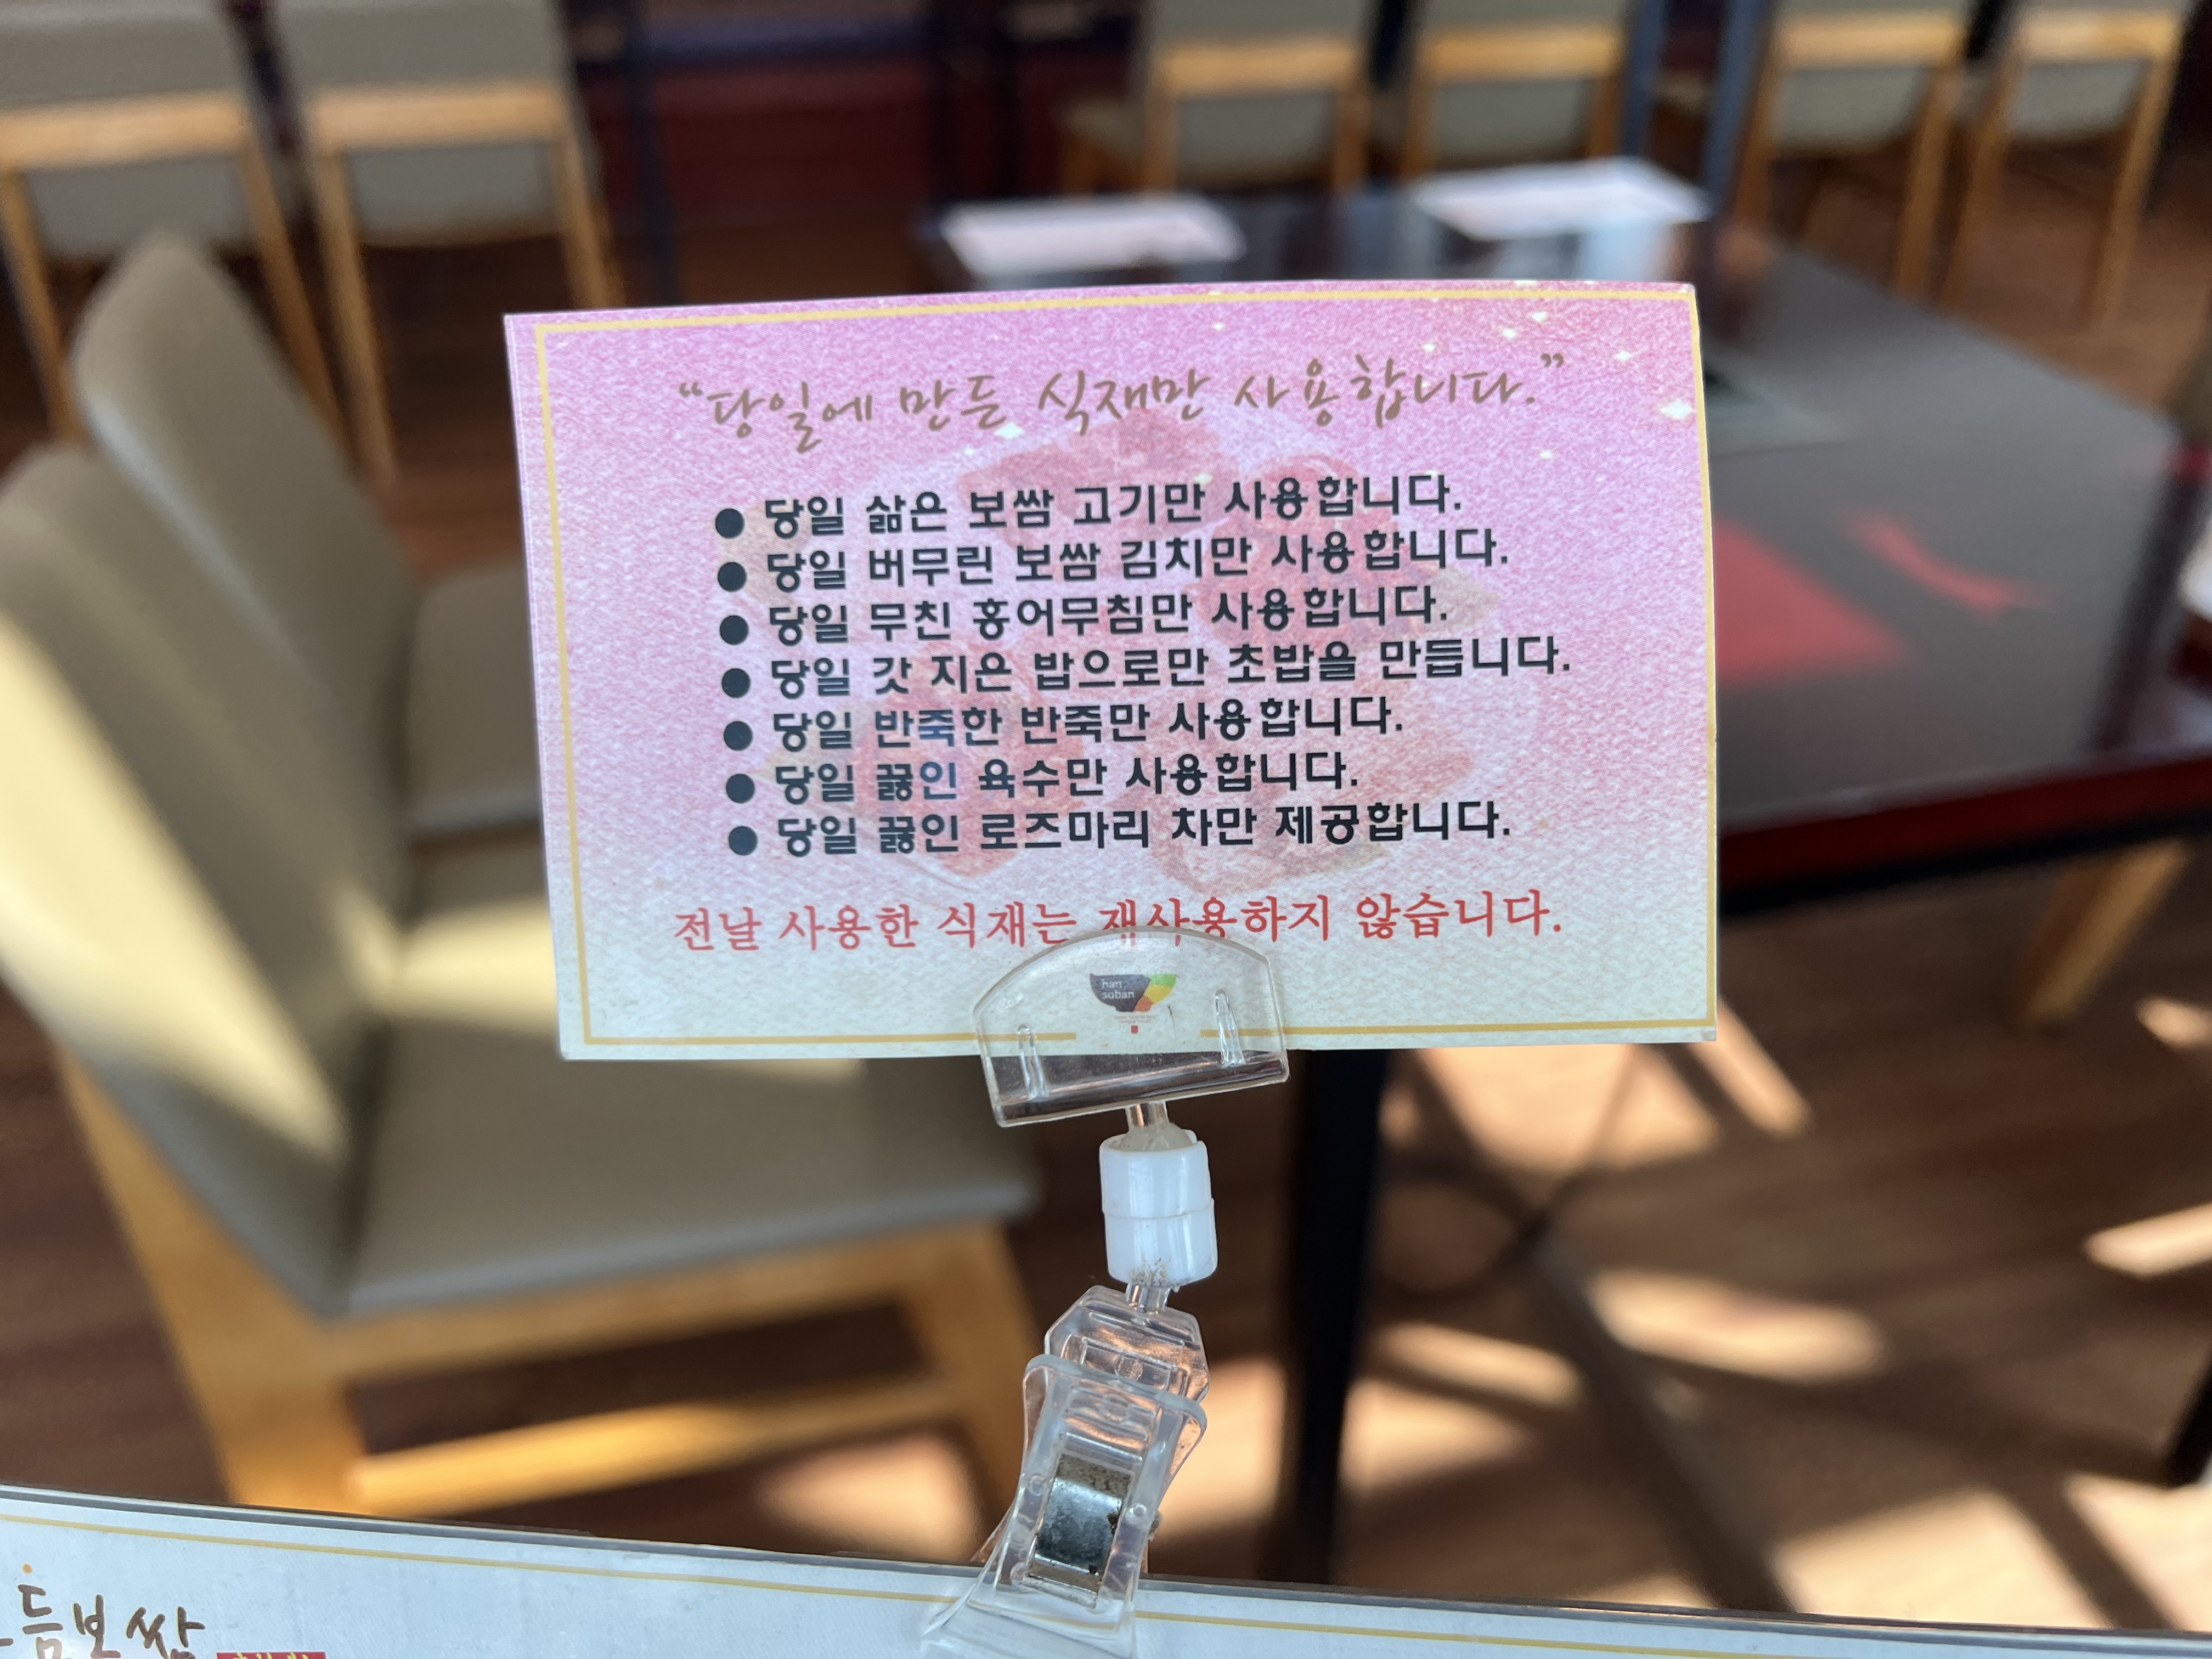 “당일에 만든 식재만 사용합니다.”
● 당일 삶은 보쌈 고기만 사용합니다.
● 당일 버무린 보쌈 김치만 사용합니다.
● 당일 무친 홍어무침만 사용합니다.
● 당일 갓 지은 밥으로만 초밥을 만듭니다.
● 당일 반죽한 반죽만 사용합니다.
● 당일 끓인 육수만 사용합니다.
● 당일 끓인 로즈마리 차만 제공합니다.
전날 사용한 식재는 재사용하지 않습니다.
han
soban
듬보쌈